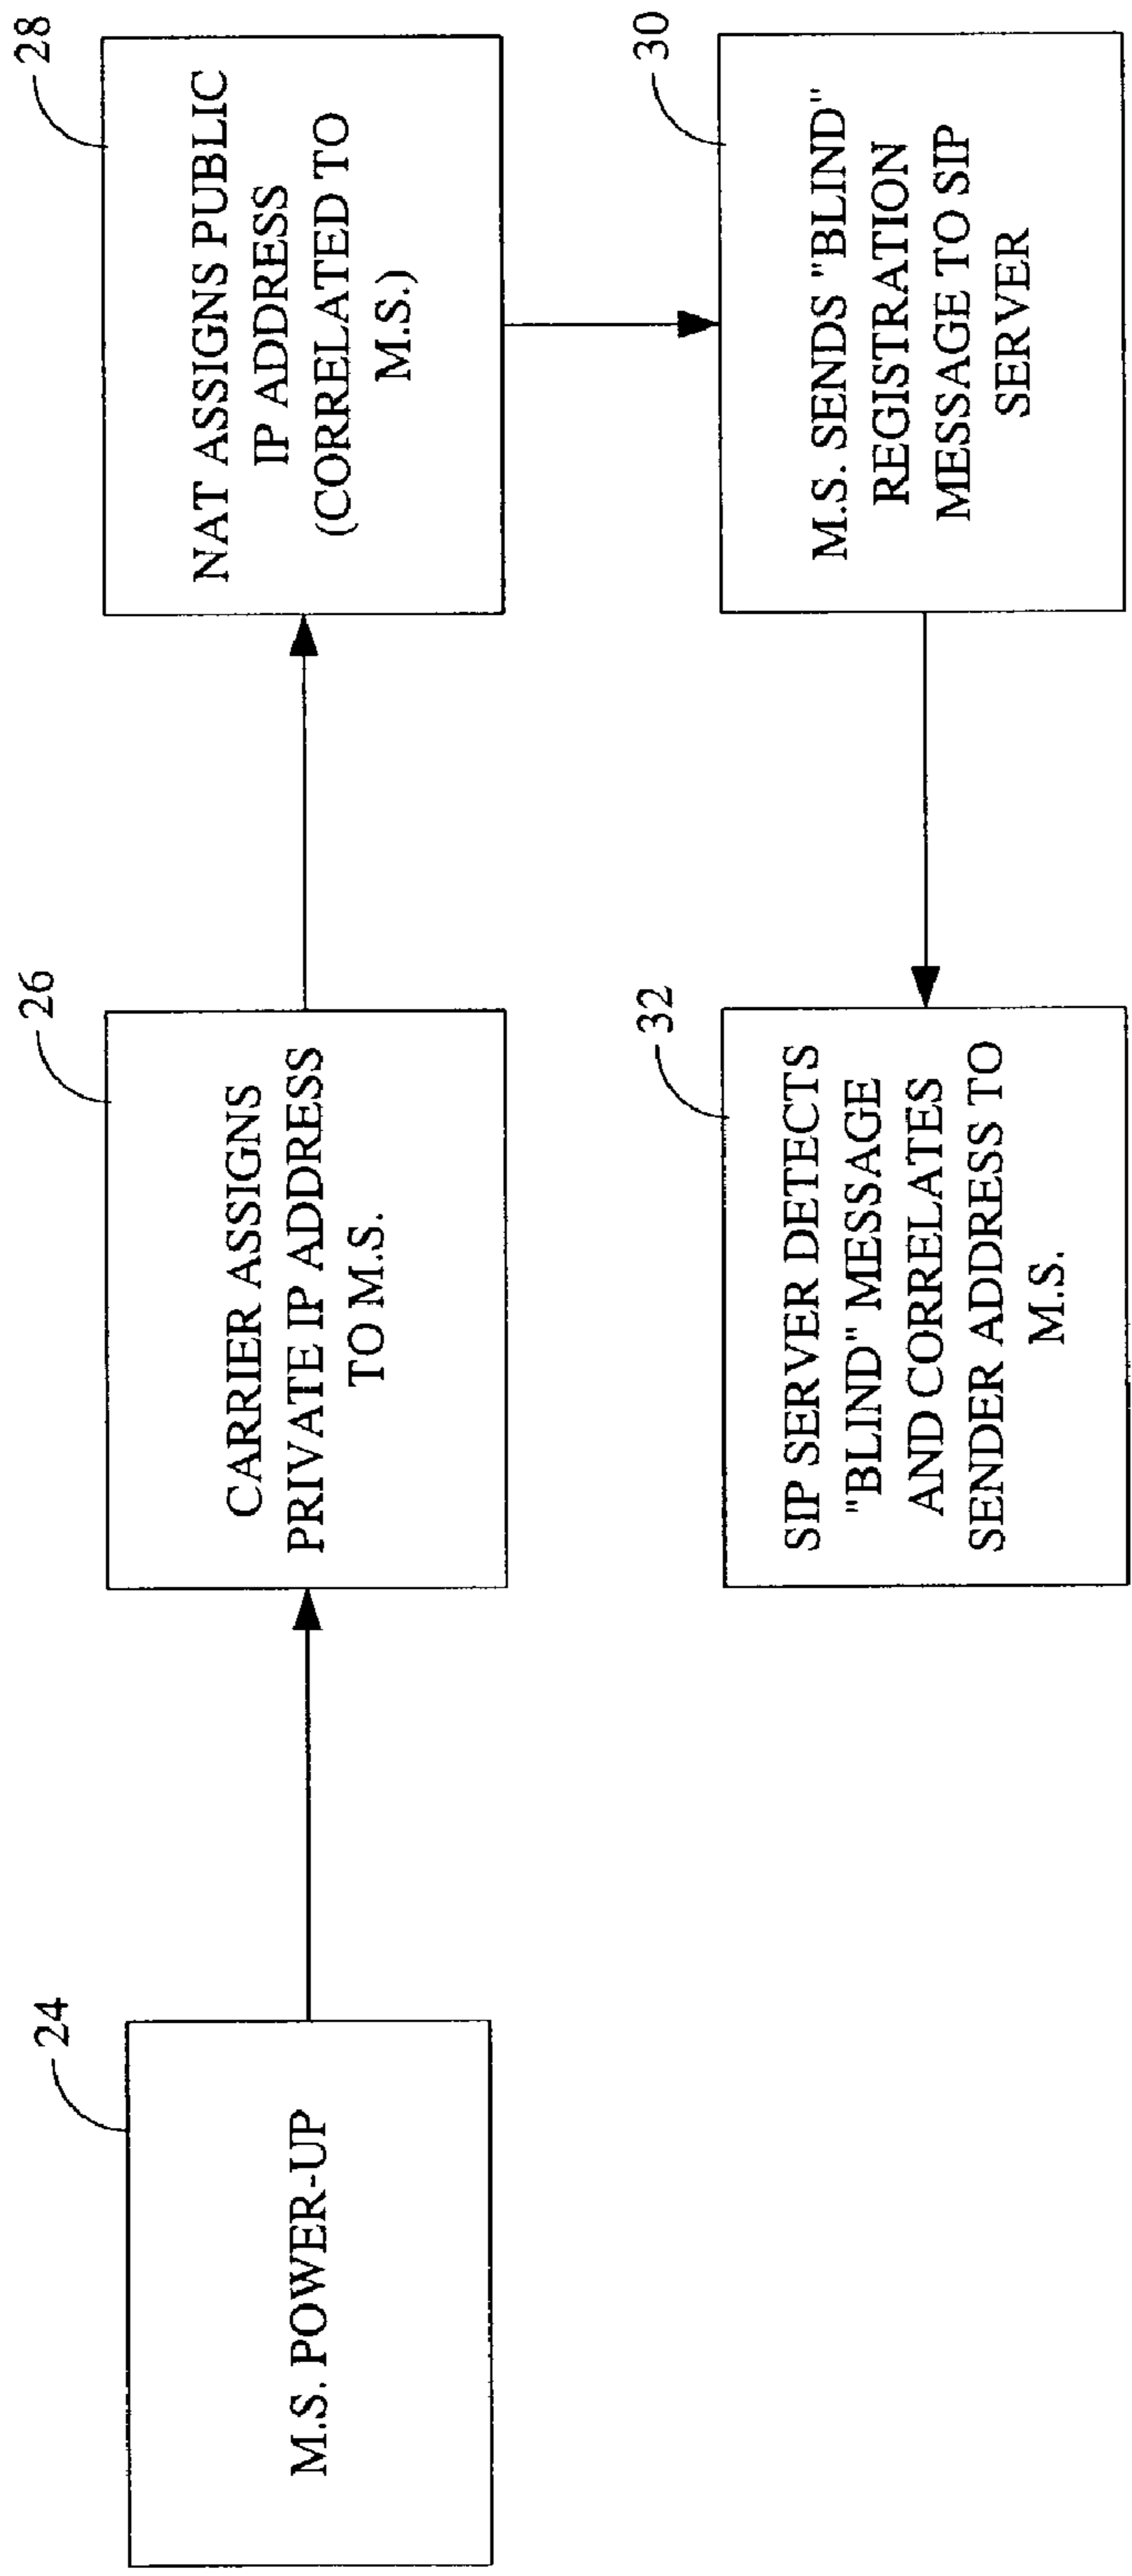 24
M.S. POWER-UP
26
CARRIER ASSIGNS
PRIVATE IP ADDRESS
TO M.S.
28
NAT ASSIGNS PUBLIC
IP ADDRESS
(CORRELATED TO
M.S.)
30
M.S. SENDS "BLIND"
REGISTRATION
MESSAGE TO SIP
SERVER
32
SIP SERVER DETECTS
"BLIND" MESSAGE
AND CORRELATES
SENDER ADDRESS TO
M.S.